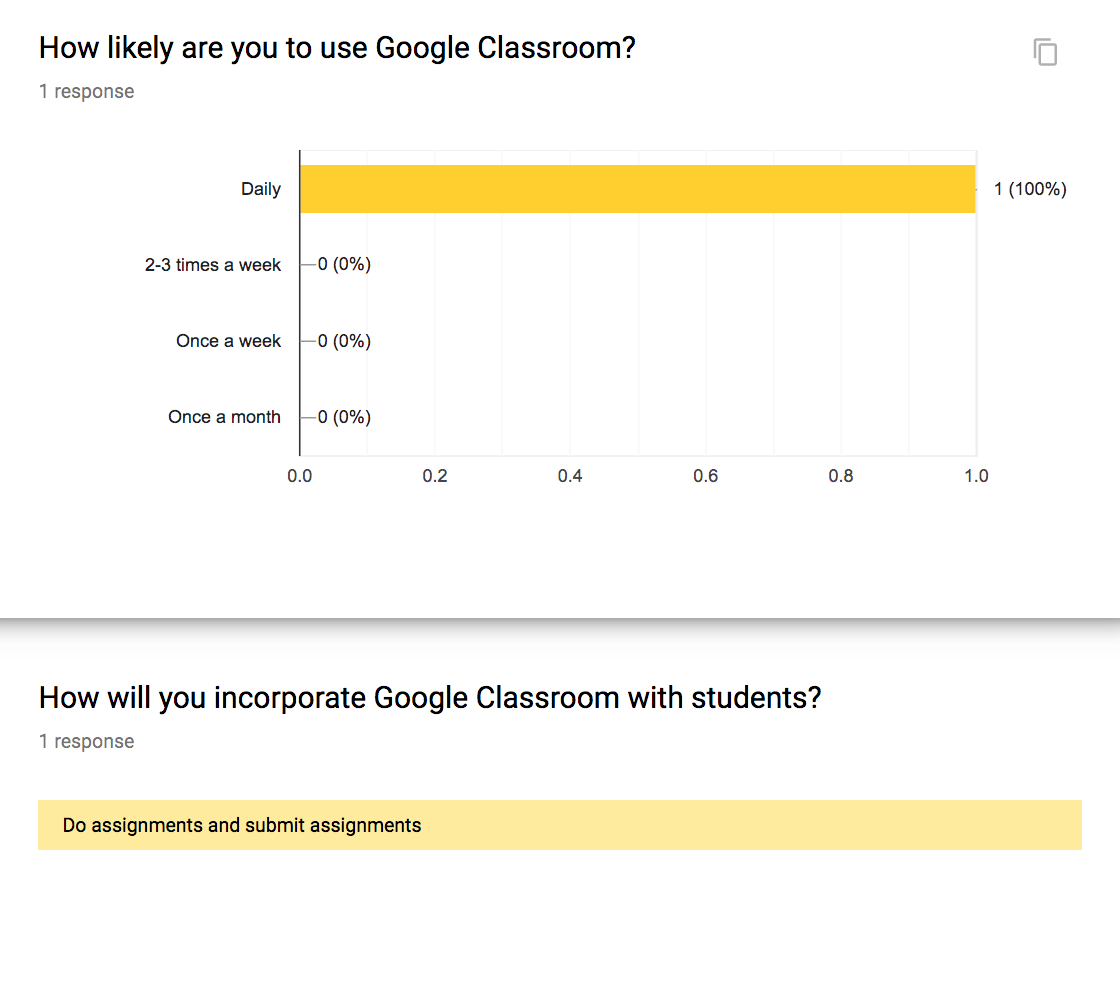 How likely are you to use Google Classroom?
1 response
Daily
1 (100%)
2-3 times a week
0 (0%)
Once a week
0 (0%)
Once a month
0 (0%)
0.0
0.2
0.4
0.6
0.8
1.0
How will you incorporate Google Classroom with students?
1 response
Do assignments and submit assignments